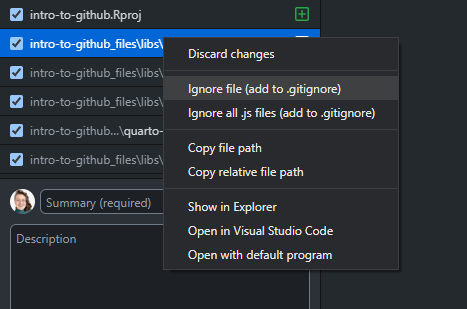 intro-to-github.Rproj
intro-to-github_files\libs\
Discard changes
intro-to-github_files\libs\
Ignore file (add to .gitignore)
intro-to-github_files\libs\
Ignore all .js files (add to .gitignore)
intro-to-github...\quarto-
Copy file path
intro-to-github_files\libs\
Copy relative file path
Summary (required)
Show in Explorer
Open in Visual Studio Code
Description
Open with default program